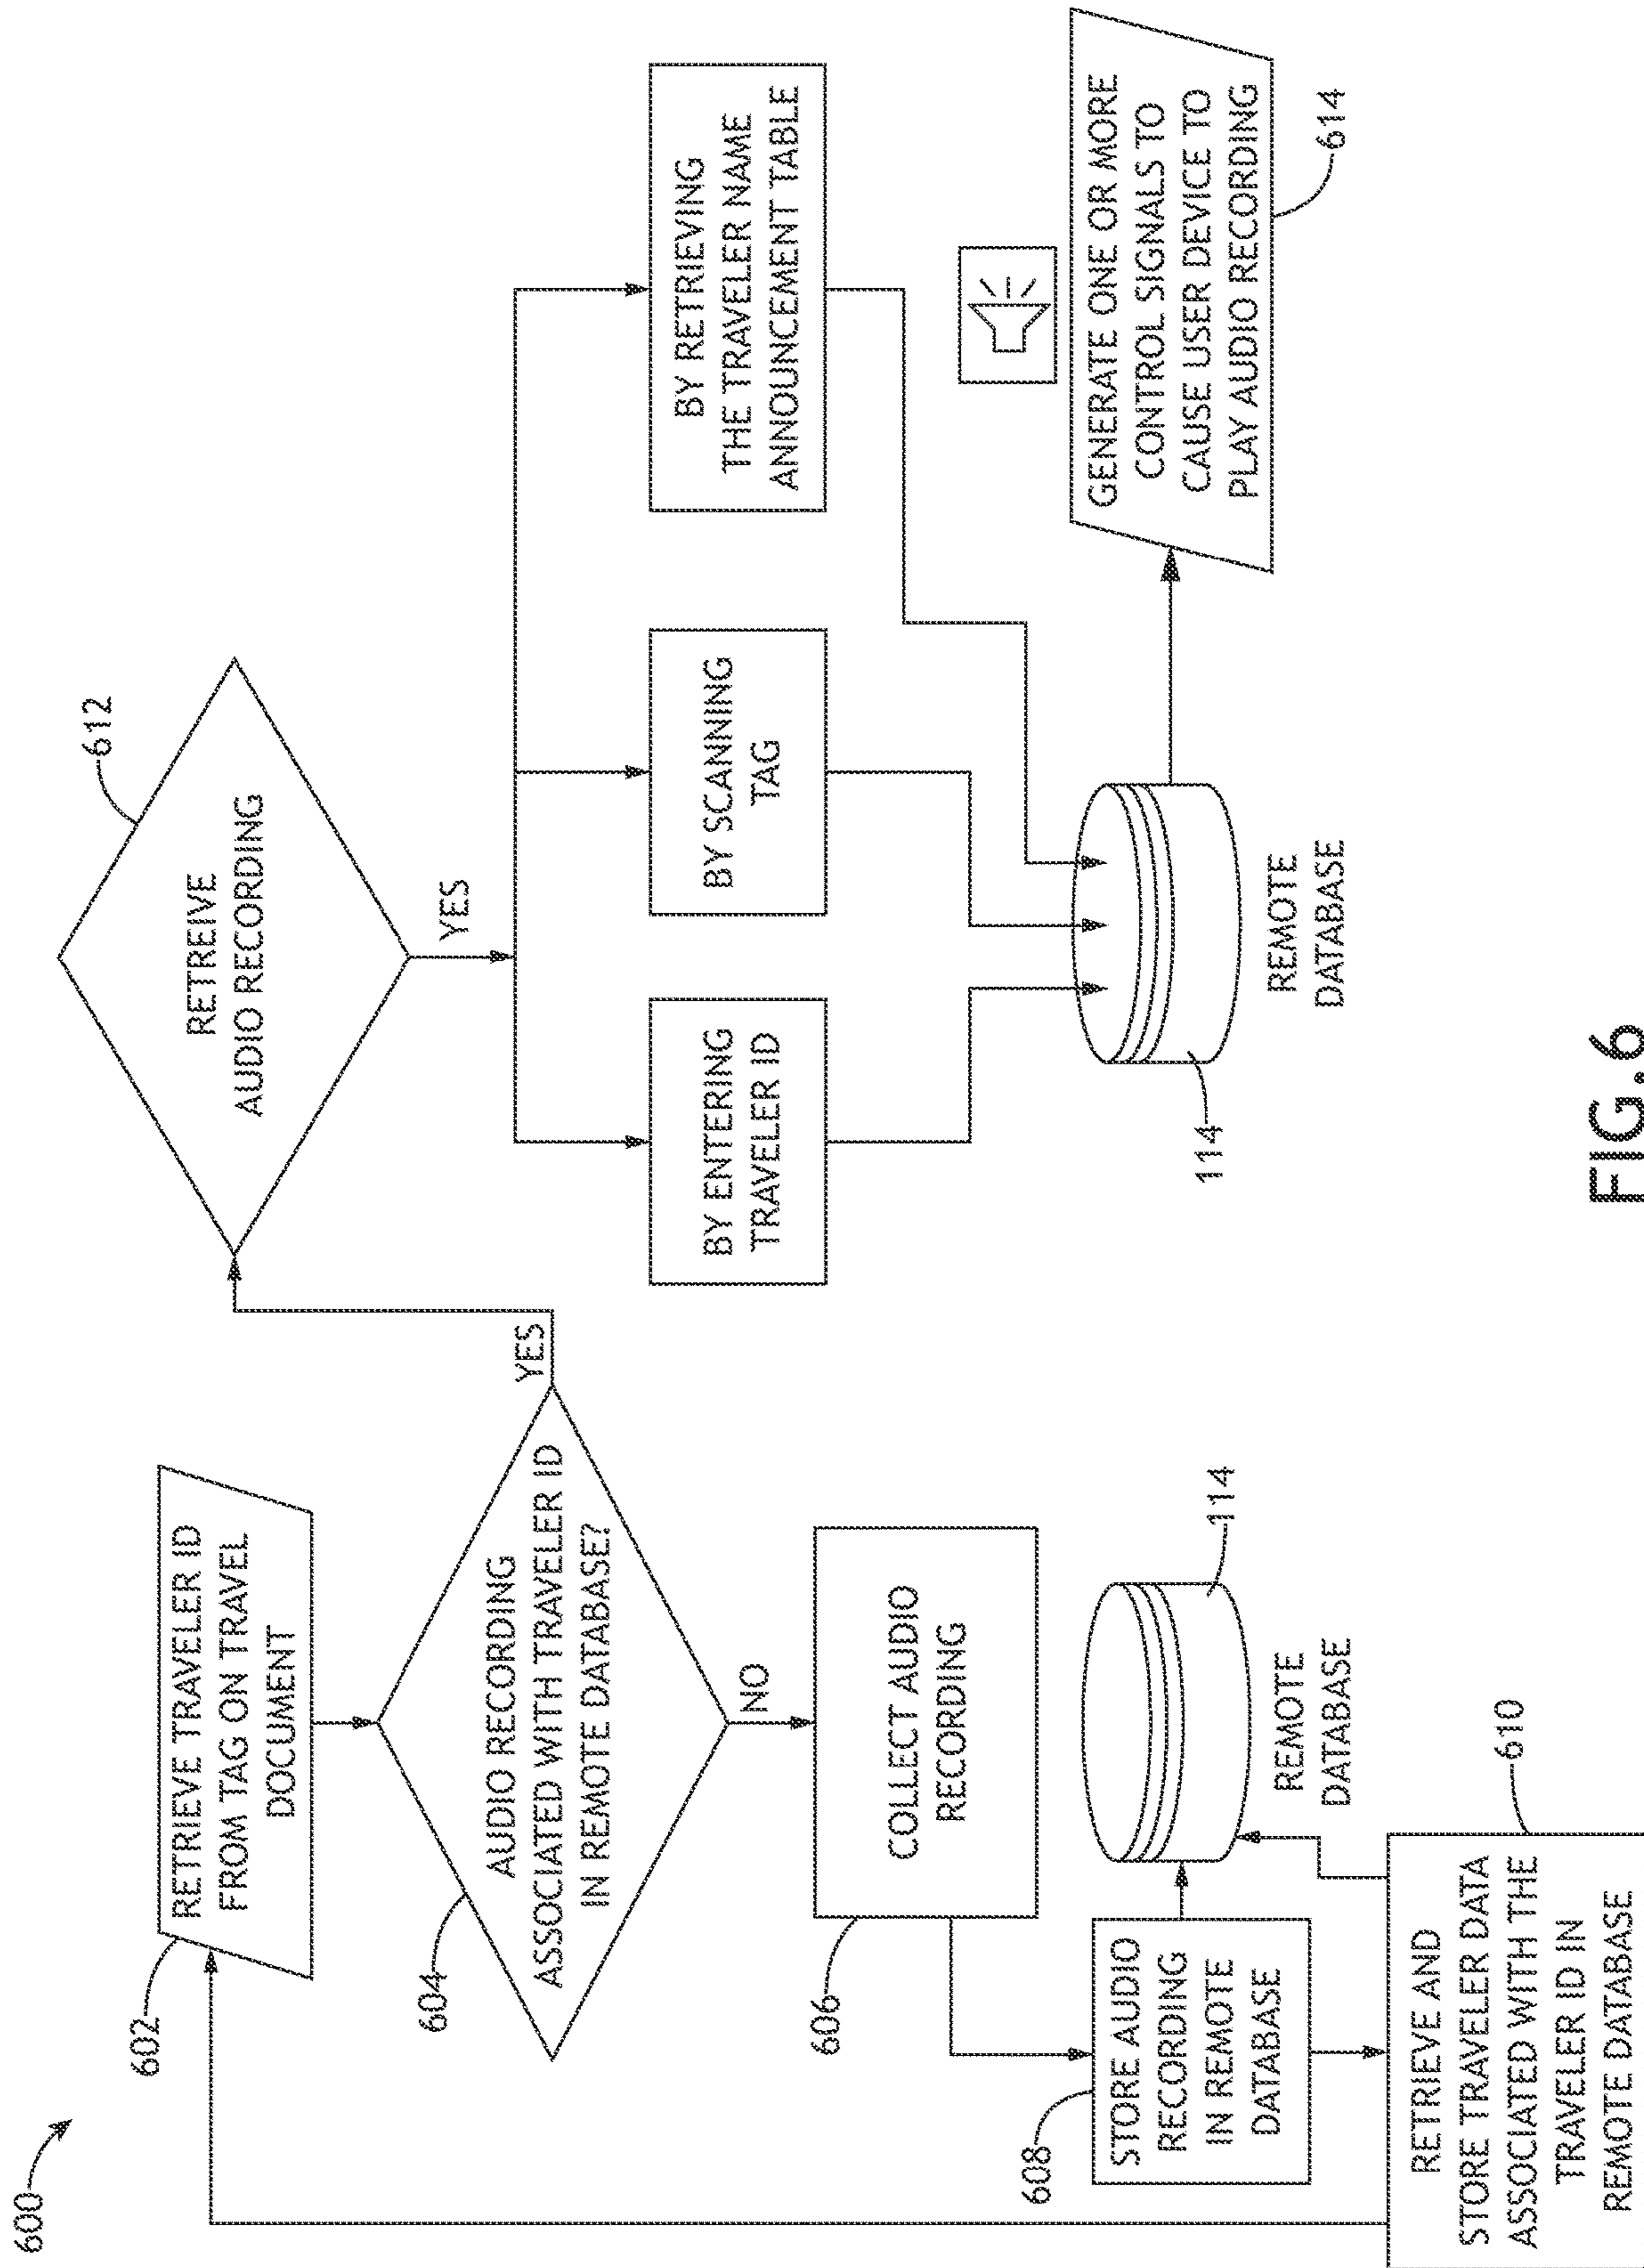 600
602
RETRIEVE TRAVELER ID
FROM TAG ON TRAVEL
DOCUMENT
604
AUDIO RECORDING
ASSOCIATED WITH TRAVELER ID
IN REMOTE DATABASE?
YES
NO
606
COLLECT AUDIO
RECORDING
608
STORE AUDIO
RECORDING
IN REMOTE
DATABASE
114
REMOTE
DATABASE
610
RETRIEVE AND
STORE TRAVELER DATA
ASSOCIATED WITH THE
TRAVELER ID IN
REMOTE DATABASE
612
RETREIVE
AUDIO RECORDING
YES
BY ENTERING
TRAVELER ID
BY SCANNING
TAG
BY RETRIEVING
THE TRAVELER NAME
ANNOUNCEMENT TABLE
114
REMOTE
DATABASE
GENERATE ONE OR MORE
CONTROL SIGNALS TO
CAUSE USER DEVICE TO
PLAY AUDIO RECORDING
614
FIG.6